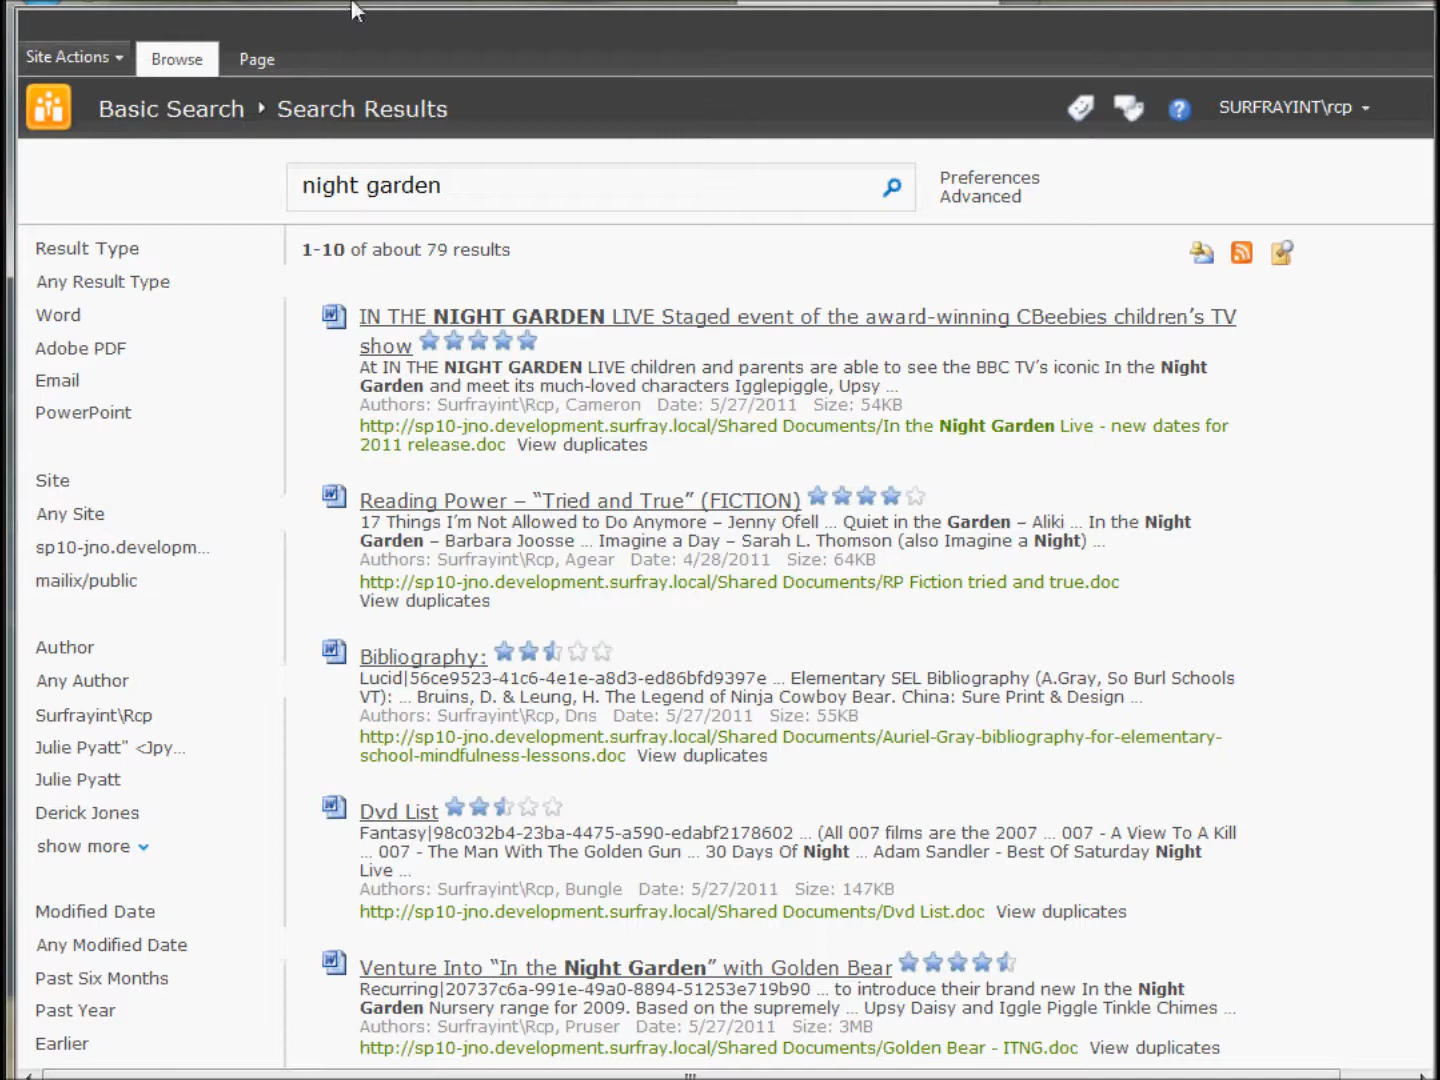 Site Actions
Browse
Page
Basic Search
Search Results
SURFRAYINT\rcp
night garden
Preferences
Advanced
Result Type
Any Result Type
Word
Adobe PDF
Email
PowerPoint
Site
Any Site
sp10-jno.developm...
mailix/public
Author
Any Author
Surfrayint\Rcp
Julie Pyatt" <Jpy...
Julie Pyatt
Derick Jones
show more
Modified Date
Any Modified Date
Past Six Months
Past Year
Earlier
1-10 of about 79 results
IN THE NIGHT GARDEN LIVE Staged event of the award-winning CBeebies children’s TV
show
At IN THE NIGHT GARDEN LIVE children and parents are able to see the BBC TV’s iconic In the Night
Garden and meet its much-loved characters Igglepiggle, Upsy ...
Authors: Surfrayint\Rcp, Cameron Date: 5/27/2011 Size: 54KB
http://sp10-jno.development.surfray.local/Shared Documents/In the Night Garden Live - new dates for
2011 release.doc View duplicates
Reading Power – “Tried and True” (FICTION)
17 Things I’m Not Allowed to Do Anymore – Jenny Ofell ... Quiet in the Garden – Aliki ... In the Night
Garden – Barbara Joosse ... Imagine a Day – Sarah L. Thomson (also Imagine a Night) ...
Authors: Surfrayint\Rcp, Agear Date: 4/28/2011 Size: 64KB
http://sp10-jno.development.surfray.local/Shared Documents/RP Fiction tried and true.doc
View duplicates
Bibliography:
Lucid|56ce9523-41c6-4e1e-a8d3-ed86bfd9397e ... Elementary SEL Bibliography (A.Gray, So Burl Schools
VT): ... Bruins, D. & Leung, H. The Legend of Ninja Cowboy Bear. China: Sure Print & Design ...
Authors: Surfrayint\Rcp, Dns Date: 5/27/2011 Size: 55KB
http://sp10-jno.development.surfray.local/Shared Documents/Auriel-Gray-bibliography-for-elementary-
school-mindfulness-lessons.doc View duplicates
Dvd List
Fantasy|98c032b4-23ba-4475-a590-edabf2178602 ... (All 007 films are the 2007 ... 007 - A View To A Kill
... 007 - The Man With The Golden Gun ... 30 Days Of Night ... Adam Sandler - Best Of Saturday Night
Live ...
Authors: Surfrayint\Rcp, Bungle Date: 5/27/2011 Size: 147KB
http://sp10-jno.development.surfray.local/Shared Documents/Dvd List.doc View duplicates
Venture Into “In the Night Garden” with Golden Bear
Recurring|20737c6a-991e-49a0-8894-51253e719b90 ... to introduce their brand new In the Night
Garden Nursery range for 2009. Based on the supremely ... Upsy Daisy and Iggle Piggle Tinkle Chimes ...
Authors: Surfrayint\Rcp, Pruser Date: 5/27/2011 Size: 3MB
http://sp10-jno.development.surfray.local/Shared Documents/Golden Bear - ITNG.doc View duplicates